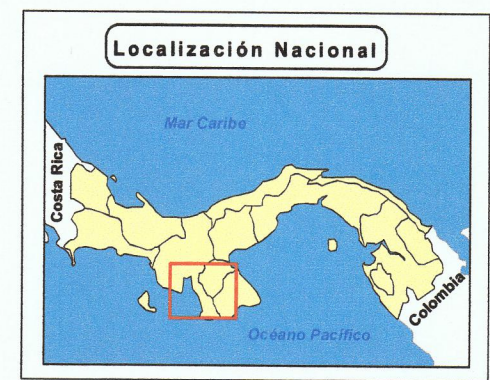 Localización Nacional
Mar Caribe
Costa Rica
Colombia
Océano Pacífico